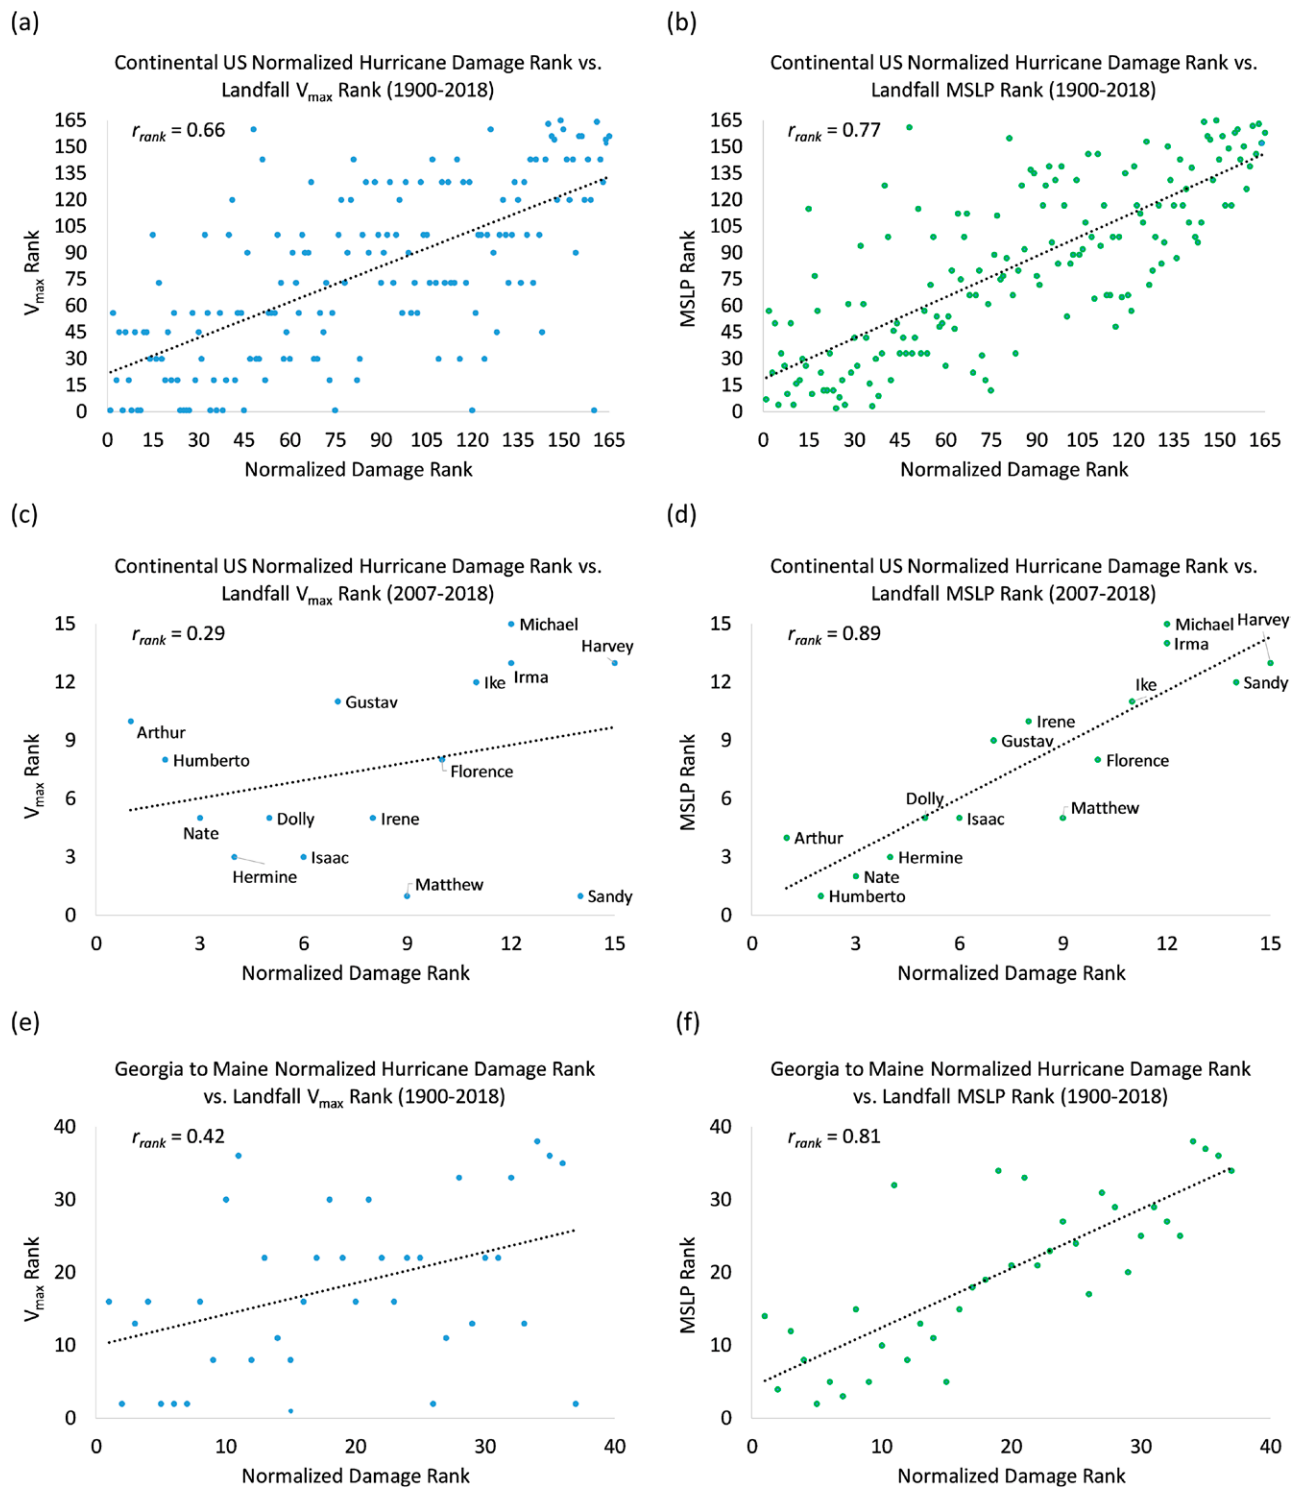 (a)
Continental US Normalized Hurricane Damage Rank vs.
Landfall Vmax Rank (1900-2018)
rrank = 0.66
165
150
135
120
105
90
75
60
45
30
15
0
Vmax Rank
0 15 30 45 60 75 90 105 120 135 150 165
Normalized Damage Rank
(b)
Continental US Normalized Hurricane Damage Rank vs.
Landfall MSLP Rank (1900-2018)
rrank = 0.77
165
150
135
120
105
90
75
60
45
30
15
0
MSLP Rank
0 15 30 45 60 75 90 105 120 135 150 165
Normalized Damage Rank
(c)
Continental US Normalized Hurricane Damage Rank vs.
Landfall Vmax Rank (2007-2018)
rrank = 0.29
15
12
9
6
3
0
Vmax Rank
Michael
Harvey
Irma
Ike
Gustav
Arthur
Humberto
Florence
Nate
Dolly
Irene
Hermine
Isaac
Matthew
Sandy
0 3 6 9 12 15
Normalized Damage Rank
(d)
Continental US Normalized Hurricane Damage Rank vs.
Landfall MSLP Rank (2007-2018)
rrank = 0.89
15
12
9
6
3
0
MSLP Rank
Michael Harvey
Irma
Sandy
Ike
Irene
Gustav
Florence
Dolly
Isaac
Matthew
Arthur
Hermine
Nate
Humberto
0 3 6 9 12 15
Normalized Damage Rank
(e)
Georgia to Maine Normalized Hurricane Damage Rank
vs. Landfall Vmax Rank (1900-2018)
rrank = 0.42
40
30
20
10
0
Vmax Rank
0 10 20 30 40
Normalized Damage Rank
(f)
Georgia to Maine Normalized Hurricane Damage Rank
vs. Landfall MSLP Rank (1900-2018)
rrank = 0.81
40
30
20
10
0
MSLP Rank
0 10 20 30 40
Normalized Damage Rank